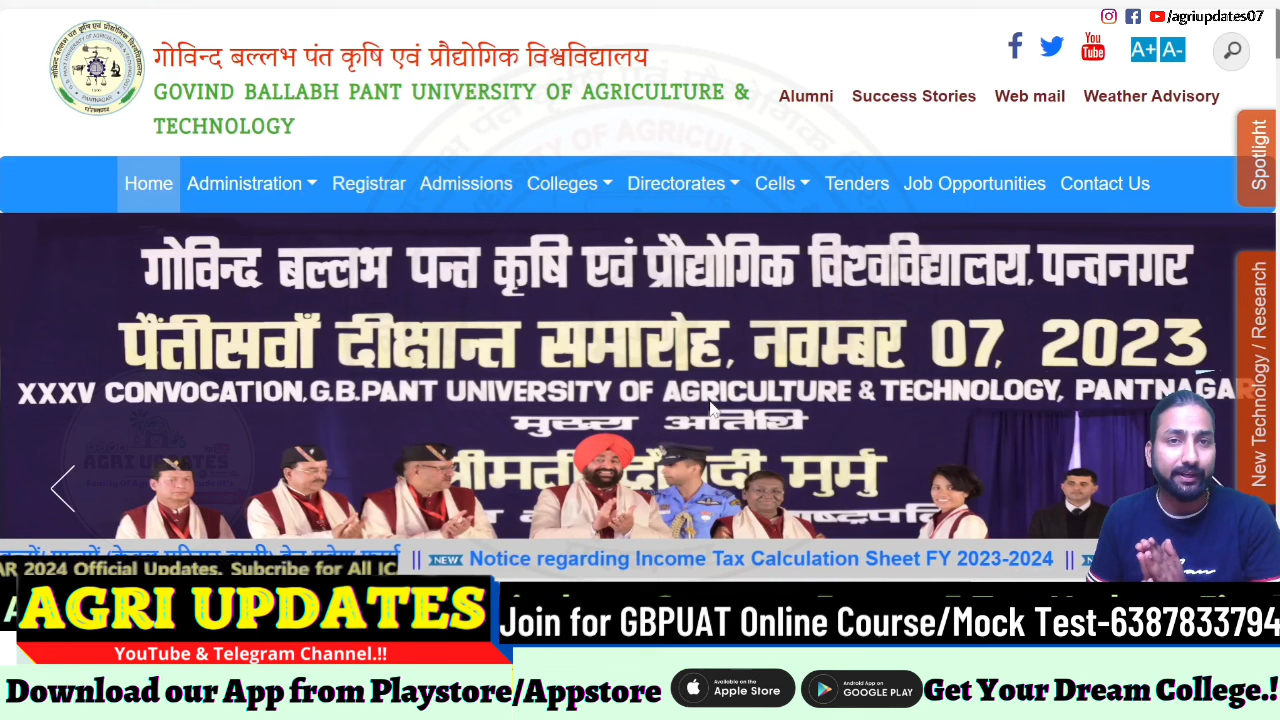 /agriupdates07
गोविन्द बल्लभ पंत कृषि एवं प्रौद्योगिक विश्वविद्यालय
GOVIND BALLABH PANT UNIVERSITY OF AGRICULTURE &
TECHNOLOGY
You
Tube
A+ A-
Alumni Success Stories Web mail Weather Advisory
Spotlight
Home Administration Registrar Admissions Colleges Directorates Cells Tenders Job Opportunities Contact Us
गोविन्द बल्लभ पन्त कृषि एवं प्रौद्योगिक विश्वविद्यालय, पन्तनगर
पैंतीसवाँ दीक्षान्त समारोह, नवम्बर 07, 2023
XXXV CONVOCATION, G.B.PANT UNIVERSITY OF AGRICULTURE & TECHNOLOGY, PANTNAGAR
New Technology / Research
मुख्य अतिथि
AGRI UPDATES
|| NEW Notice regarding Income Tax Calculation Sheet FY 2023-2024 ||
AR 2024 Official Updates. Subcribe for All IC
AGRI UPDATES
Join for GBPUAT Online Course/Mock Test-6387833794
YouTube & Telegram Channel.!!
Download our App from Playstore/Appstore
Available on the
Apple Store
Android App on
GOOGLE PLAY
Get Your Dream College.!